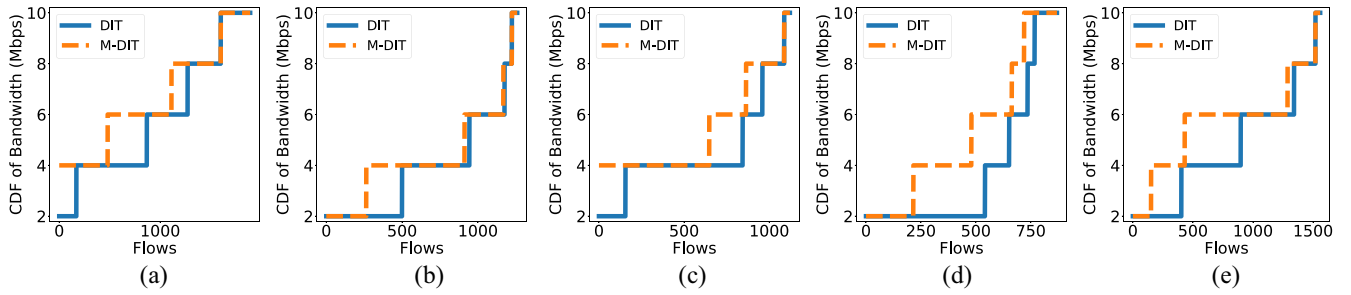 CDF of Bandwidth (Mbps)
10
8
6
4
2
DIT
M-DIT
0
1000
Flows
(a)
CDF of Bandwidth (Mbps)
10
8
6
4
2
DIT
M-DIT
0
500
1000
Flows
(b)
CDF of Bandwidth (Mbps)
10
8
6
4
2
DIT
M-DIT
0
500
1000
Flows
(c)
CDF of Bandwidth (Mbps)
10
8
6
4
2
DIT
M-DIT
0
250
500
750
Flows
(d)
CDF of Bandwidth (Mbps)
10
8
6
4
2
DIT
M-DIT
0
500
1000
1500
Flows
(e)